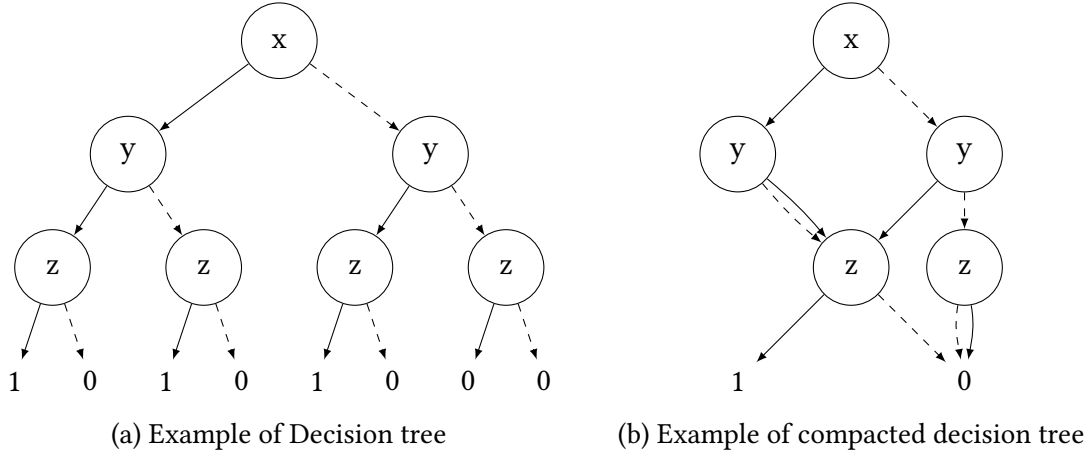 x
y y
z z z z
1 0 1 0 1 0 0 0
(a) Example of Decision tree
x
y y
z z
1 0
(b) Example of compacted decision tree